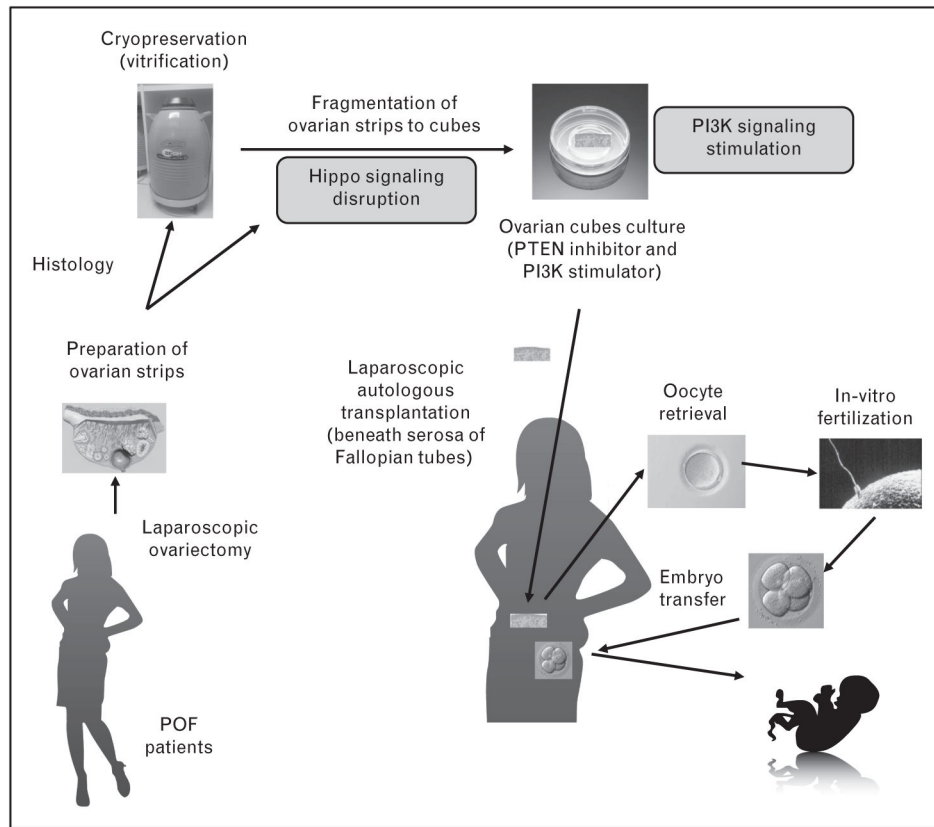 Cryopreservation
(vitrification)
Fragmentation of
ovarian strips to cubes
Hippo signaling
disruption
PI3K signaling
stimulation
Ovarian cubes culture
(PTEN inhibitor and
PI3K stimulator)
Histology
Preparation of
ovarian strips
Laparoscopic
ovariectomy
POF
patients
Laparoscopic
autologous
transplantation
(beneath serosa of
Fallopian tubes)
Oocyte
retrieval
In-vitro
fertilization
Embryo
transfer